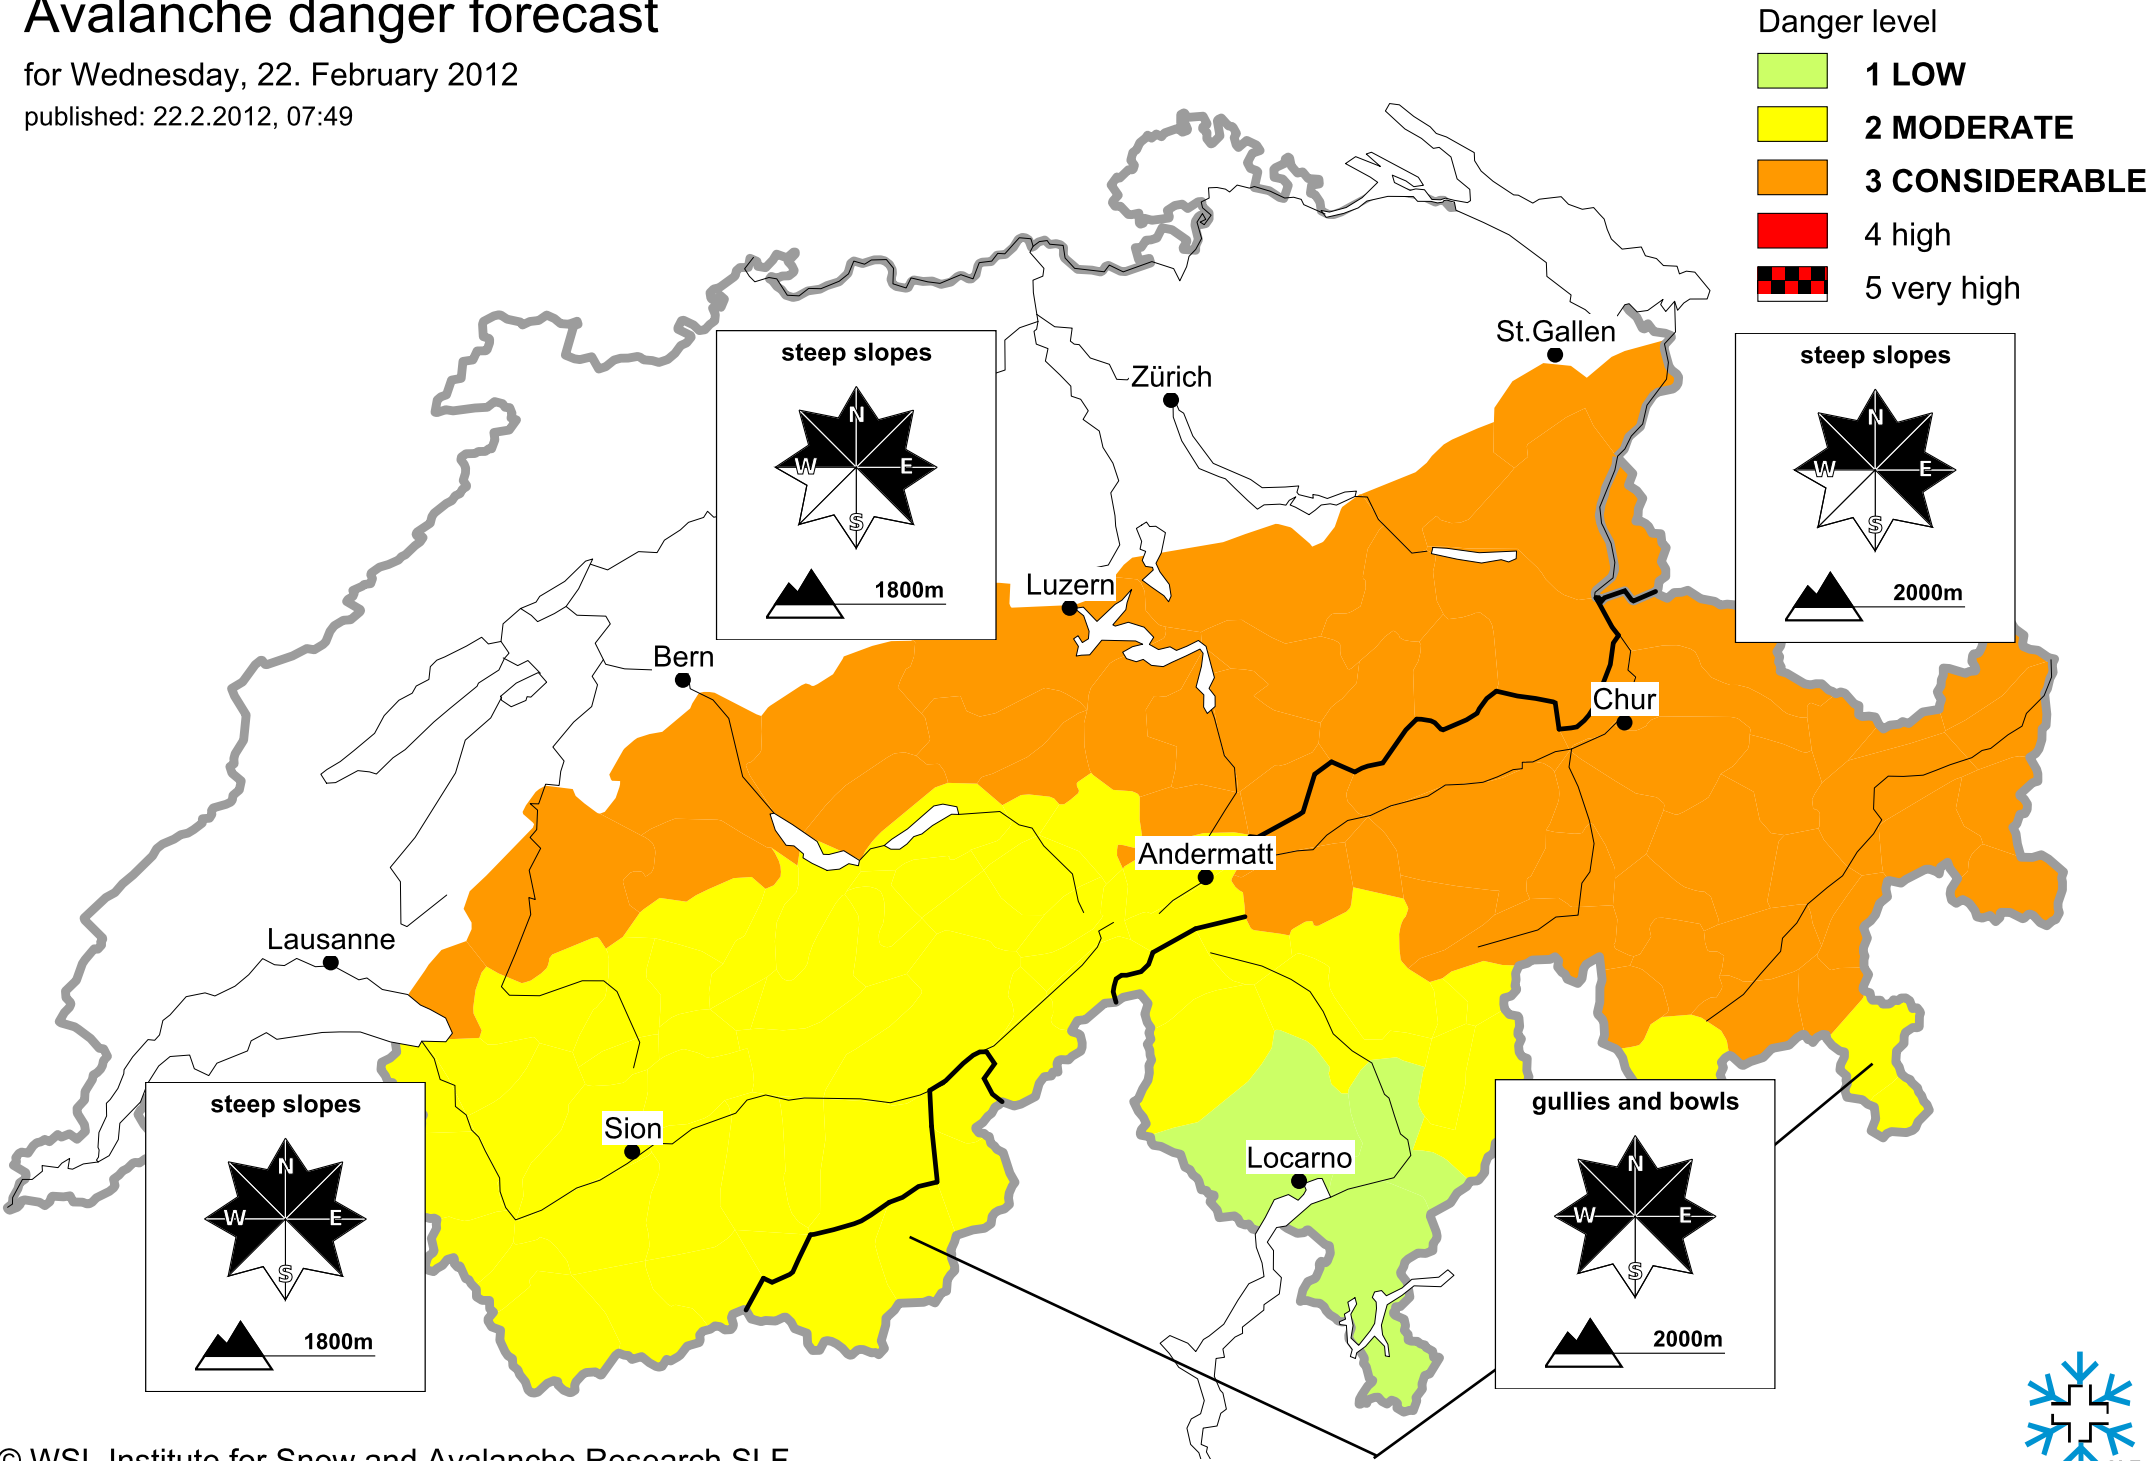 Avalanche danger forecast
for Wednesday, 22. February 2012
published: 22.2.2012, 07:49
Danger level
1 LOW
2 MODERATE
3 CONSIDERABLE
4 high
5 very high
steep slopes
N
W E
S
1800m
steep slopes
N
W E
S
2000m
St.Gallen
Zürich
Luzern
Bern
Chur
Andermatt
Lausanne
Sion
Locarno
steep slopes
N
W E
S
1800m
gullies and bowls
N
W E
S
2000m
© WSL Institute for Snow and Avalanche Research SLF